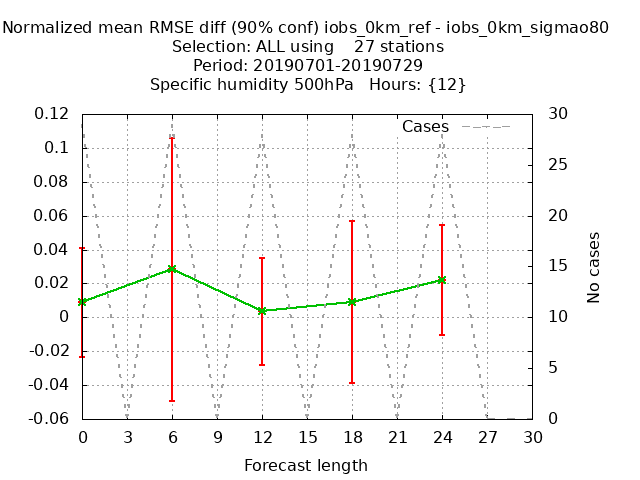 Normalized mean RMSE diff (90% conf) iobs_0km_ref - iobs_0km_sigmao80
Selection: ALL using    27 stations
Period: 20190701-20190729
Specific humidity 500hPa   Hours: {12}
Cases
0.12
0.1
0.08
0.06
0.04
0.02
0
-0.02
-0.04
-0.06
30
25
20
15
10
5
0
No cases
0 3 6 9 12 15 18 21 24 27 30
Forecast length